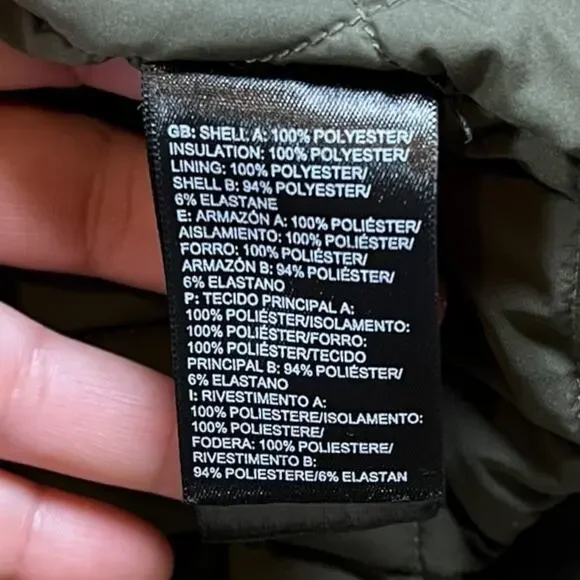 GB: SHELL A: 100% POLYESTER/
INSULATION: 100% POLYESTER/
LINING: 100% POLYESTER/
SHELL B: 94% POLYESTER/
6% ELASTANE
E: ARMAZÓN A: 100% POLIÉSTER/
AISLAMIENTO: 100% POLIÉSTER/
FORRO: 100% POLIÉSTER/
ARMAZÓN B: 94% POLIÉSTER/
6% ELASTANO
P: TECIDO PRINCIPAL A:
100% POLIÉSTER/ISOLAMENTO:
100% POLIÉSTER/FORRO:
100% POLIÉSTER/TECIDO
PRINCIPAL B: 94% POLIÉSTER/
6% ELASTANO
I: RIVESTIMENTO A:
100% POLIESTERE/ISOLAMENTO:
100% POLIESTERE/
FODERA: 100% POLIESTERE/
RIVESTIMENTO B:
94% POLIESTERE/6% ELASTAN